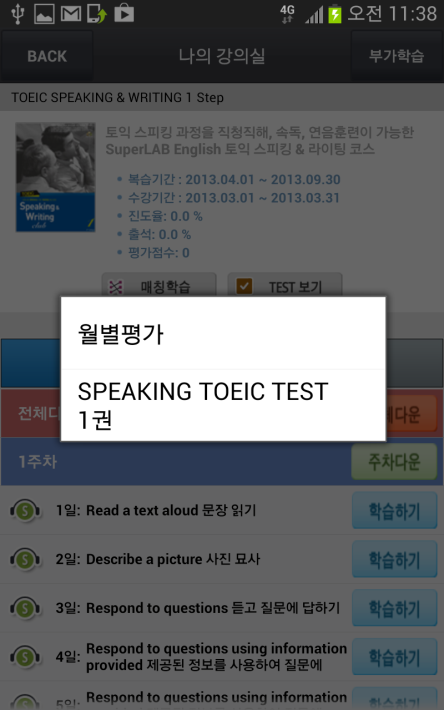 4G 오전 11:38
BACK 나의 강의실 부가학습
TOEIC SPEAKING & WRITING 1 Step
토익 스피킹 과정을 직청직해, 속독, 연음훈련이 가능한
SuperLAB English 토익 스피킹 & 라이팅 코스
Speaking &
Writing
club
• 복습기간 : 2013.04.01 ~ 2013.09.30
• 수강기간 : 2013.03.01 ~ 2013.03.31
• 진도율: 0.0 %
• 출석: 0.0 %
• 평가점수: 0
매칭학습 TEST 보기
월별평가
SPEAKING TOEIC TEST
1권
전체다 체다운
1주차 주차다운
1일: Read a text aloud 문장 읽기 학습하기
2일: Describe a picture 사진 묘사 학습하기
3일: Respond to questions 듣고 질문에 답하기 학습하기
4일: Respond to questions using information
provided 제공된 정보를 사용하여 질문에 학습하기
5일: Respond to questions using information 학습하기